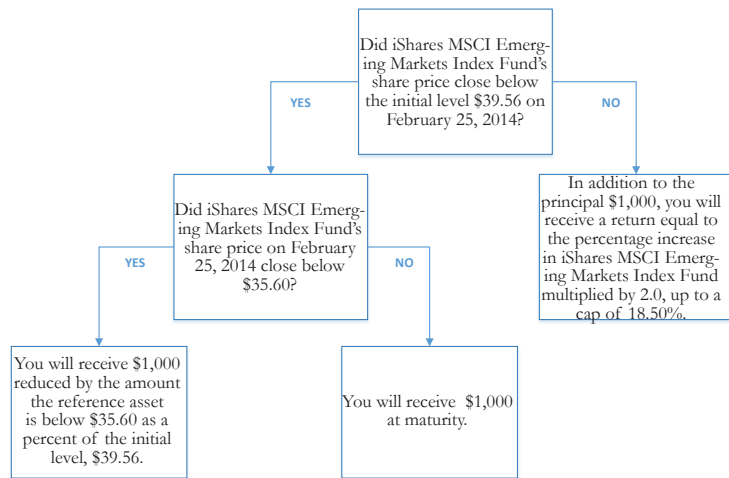 Did iShares MSCI Emerg-
ing Markets Index Fund's
share price close below
the initial level $39.56 on
February 25, 2014?
YES
NO
Did iShares MSCI Emerg-
ing Markets Index Fund's
share price on February
25, 2014 close below
$35.60?
In addition to the
principal $1,000, you will
receive a return equal to
the percentage increase
in iShares MSCI Emerg-
ing Markets Index Fund
multiplied by 2.0, up to a
cap of 18.50%.
YES
NO
You will receive $1,000
reduced by the amount
the reference asset
is below $35.60 as a
percent of the initial
level, $39.56.
You will receive $1,000
at maturity.